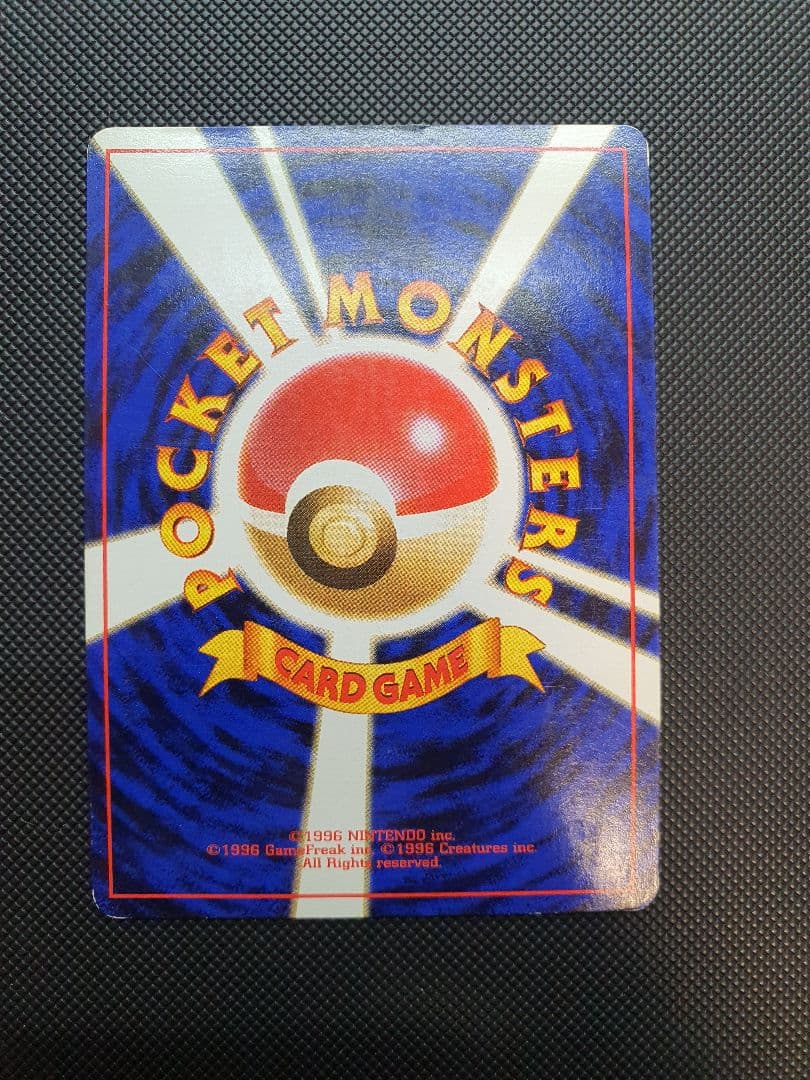 POCKET MONSTERS
CARD GAME
©1996 NINTENDO inc.
©1996 GameFreak inc. ©1996 Creatures inc.
All Rights reserved.